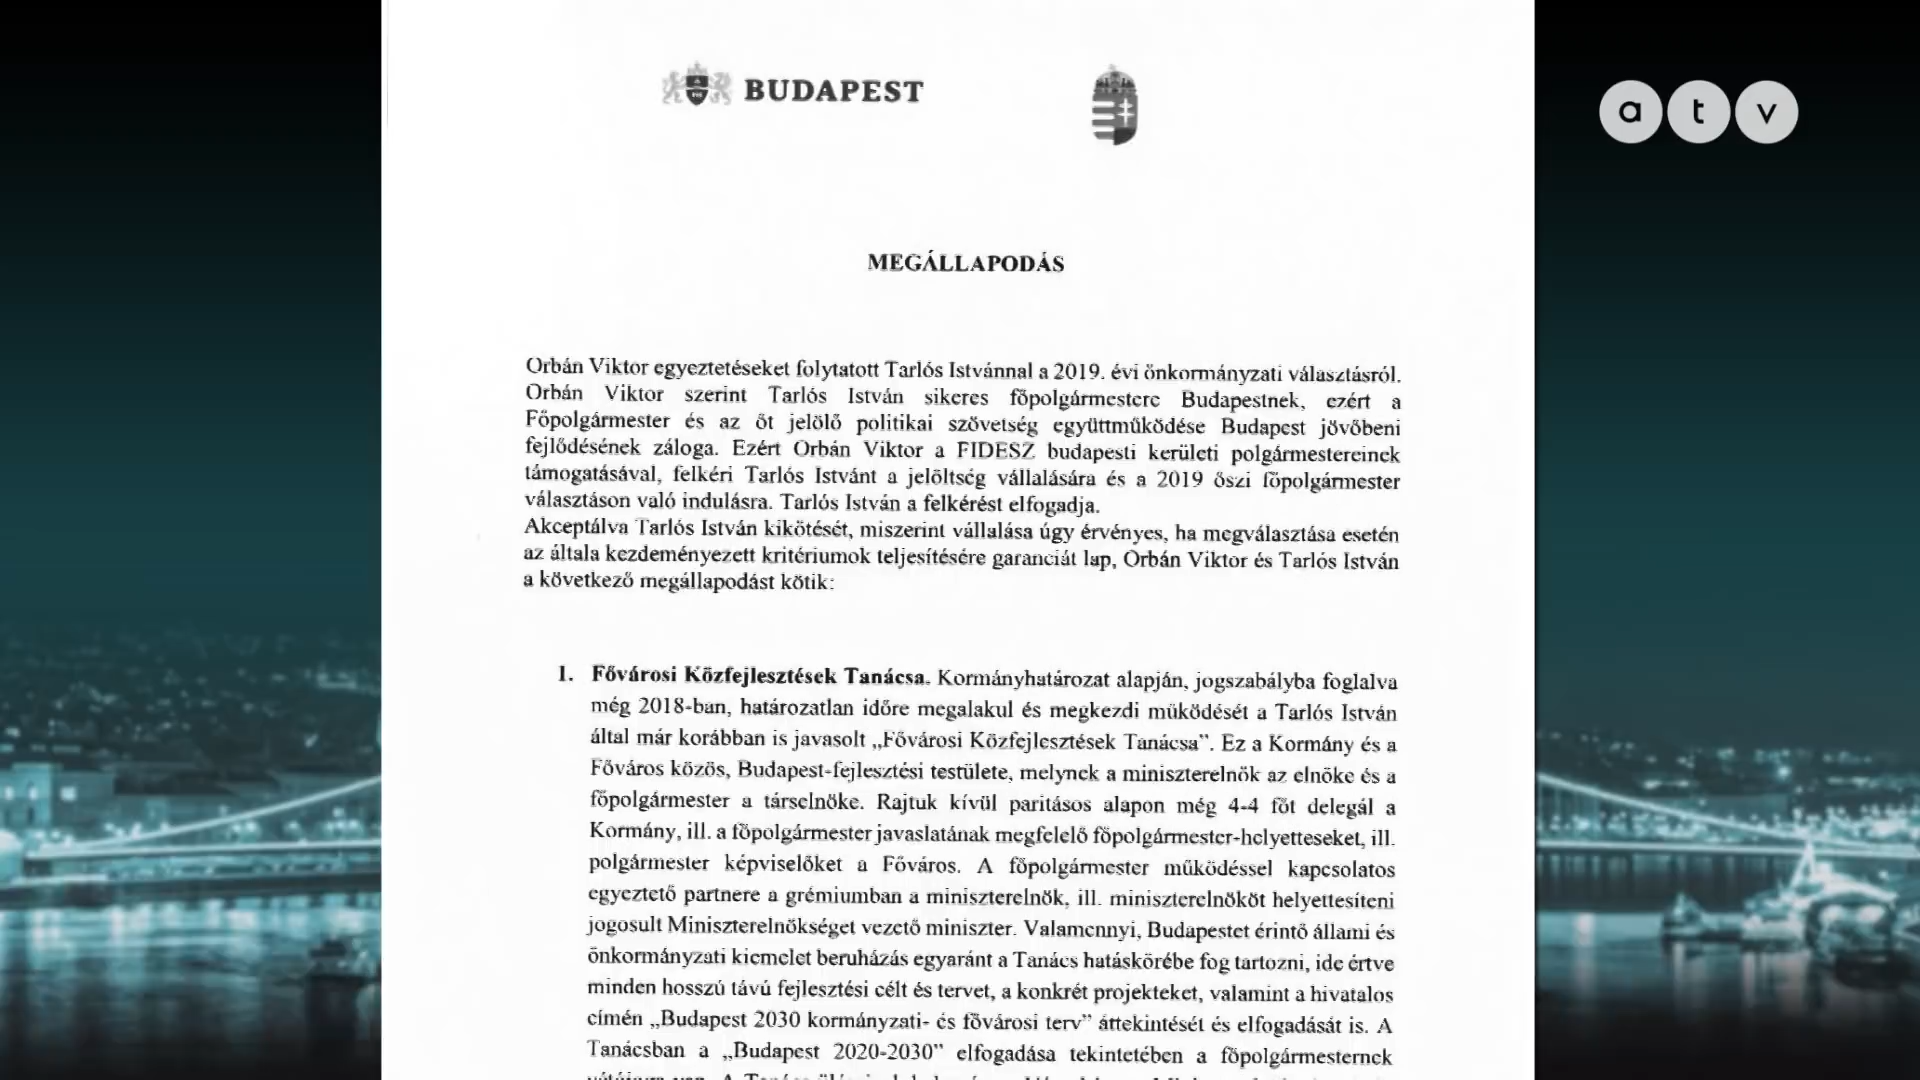 BUDAPEST
a t v
MEGÁLLAPODÁS
Orbán Viktor egyeztetéseket folytatott Tarlós Istvánnal a 2019. évi önkormányzati választásról.
Orbán Viktor szerint Tarlós István sikeres főpolgármestere Budapestnek, ezért a
Főpolgármester és az őt jelölő politikai szövetség együttműködése Budapest jövőbeni
fejlődésének záloga. Ezért Orbán Viktor a FIDESZ budapesti kerületi polgármestereinek
támogatásával, felkéri Tarlós Istvánt a jelöltség vállalására és a 2019 őszi főpolgármester
választáson való indulásra. Tarlós István a felkérést elfogadja.
Akceptálva Tarlós István kikötését, miszerint vállalása úgy érvényes, ha megválasztása esetén
az általa kezdeményezett kritériumok teljesítésére garanciát lap, Orbán Viktor és Tarlós István
a következő megállapodást kötik:
1. Fővárosi Közfejlesztések Tanácsa. Kormányhatározat alapján, jogszabályba foglalva
még 2018-ban, határozatlan időre megalakul és megkezdi működését a Tarlós István
által már korábban is javasolt „Fővárosi Közfejlesztések Tanácsa”. Ez a Kormány és a
Főváros közös, Budapest-fejlesztési testülete, melynek a miniszterelnök az elnöke és a
főpolgármester a társelnöke. Rajtuk kívül paritásos alapon még 4-4 főt delegál a
Kormány, ill. a főpolgármester javaslatának megfelelő főpolgármester-helyetteseket, ill.
polgármester képviselőket a Főváros. A főpolgármester működéssel kapcsolatos
egyeztető partnere a grémiumban a miniszterelnök, ill. miniszterelnököt helyettesíteni
jogosult Miniszterelnökséget vezető miniszter. Valamennyi, Budapestet érintő állami és
önkormányzati kiemelet beruházás egyaránt a Tanács hatáskörébe fog tartozni, ide értve
minden hosszú távú fejlesztési célt és tervet, a konkrét projekteket, valamint a hivatalos
címén „Budapest 2030 kormányzati- és fővárosi terv” áttekintését és elfogadását is. A
Tanácsban a „Budapest 2020-2030” elfogadása tekintetében a főpolgármesternek